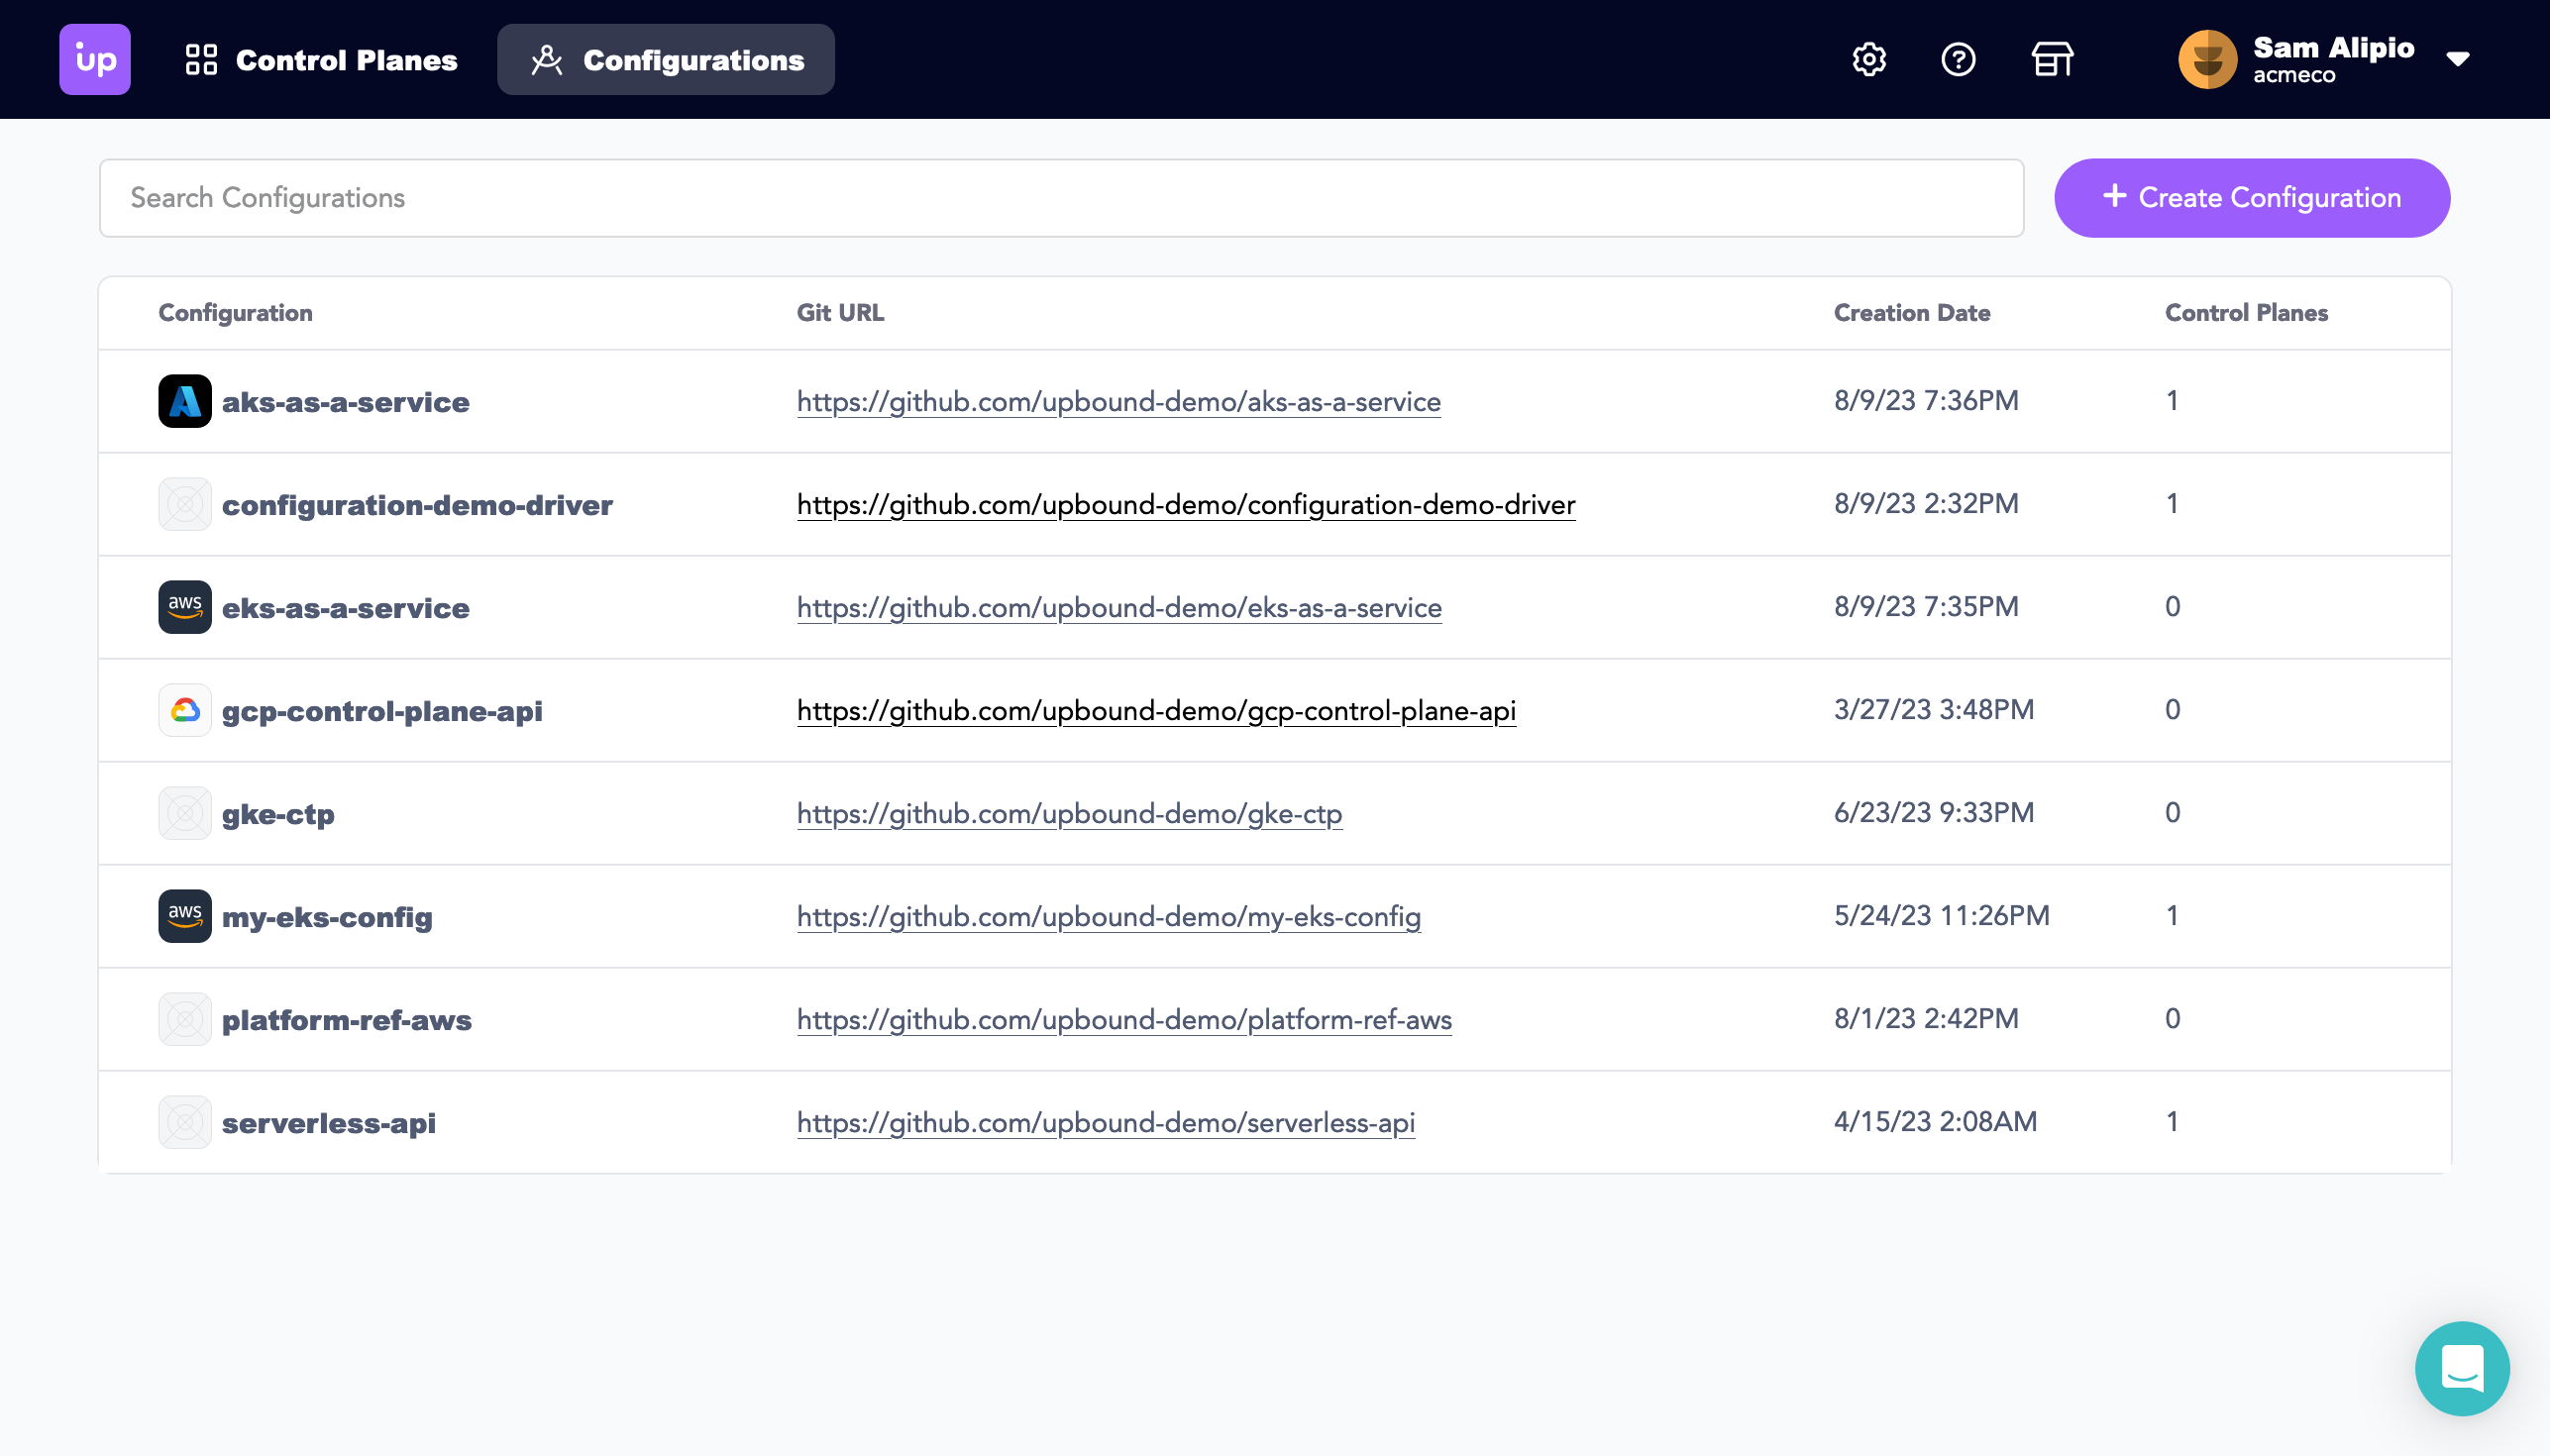 up Control Planes Configurations Sam Alipio
acmeco
Search Configurations + Create Configuration
Configuration Git URL Creation Date Control Planes
aks-as-a-service https://github.com/upbound-demo/aks-as-a-service 8/9/23 7:36PM 1
configuration-demo-driver https://github.com/upbound-demo/configuration-demo-driver 8/9/23 2:32PM 1
aws eks-as-a-service https://github.com/upbound-demo/eks-as-a-service 8/9/23 7:35PM 0
gcp-control-plane-api https://github.com/upbound-demo/gcp-control-plane-api 3/27/23 3:48PM 0
gke-ctp https://github.com/upbound-demo/gke-ctp 6/23/23 9:33PM 0
aws my-eks-config https://github.com/upbound-demo/my-eks-config 5/24/23 11:26PM 1
platform-ref-aws https://github.com/upbound-demo/platform-ref-aws 8/1/23 2:42PM 0
serverless-api https://github.com/upbound-demo/serverless-api 4/15/23 2:08AM 1